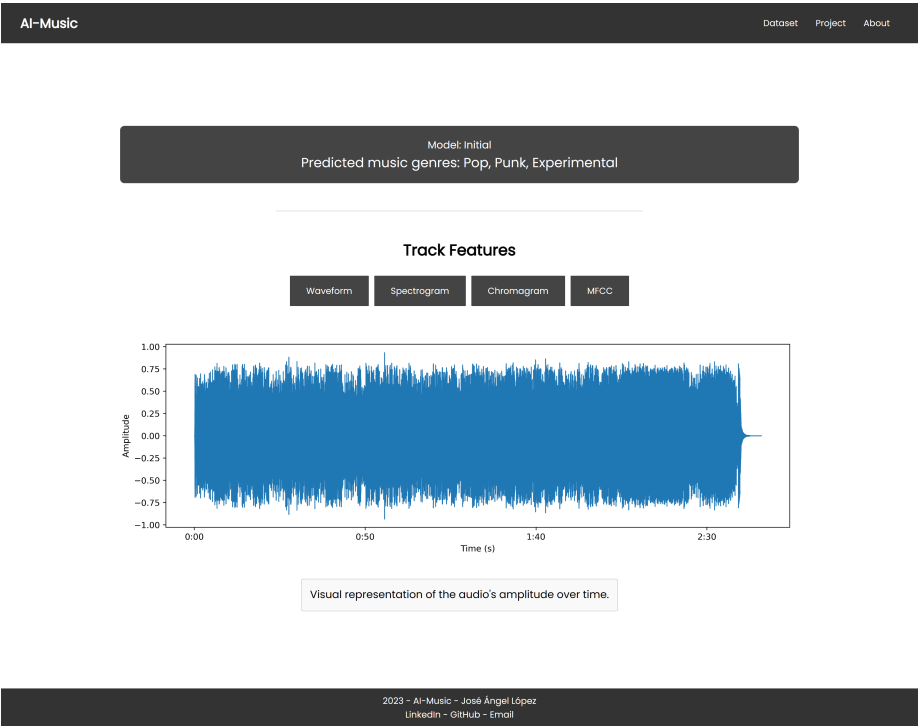 AI-Music
Dataset Project About
Model: Initial
Predicted music genres: Pop, Punk, Experimental
Track Features
Waveform Spectrogram Chromagram MFCC
1.00
0.75
0.50
0.25
0.00
−0.25
−0.50
−0.75
−1.00
Amplitude
0:00 0:50 1:40 2:30
Time (s)
Visual representation of the audio's amplitude over time.
2023 - AI-Music - José Ángel López
LinkedIn - GitHub - Email